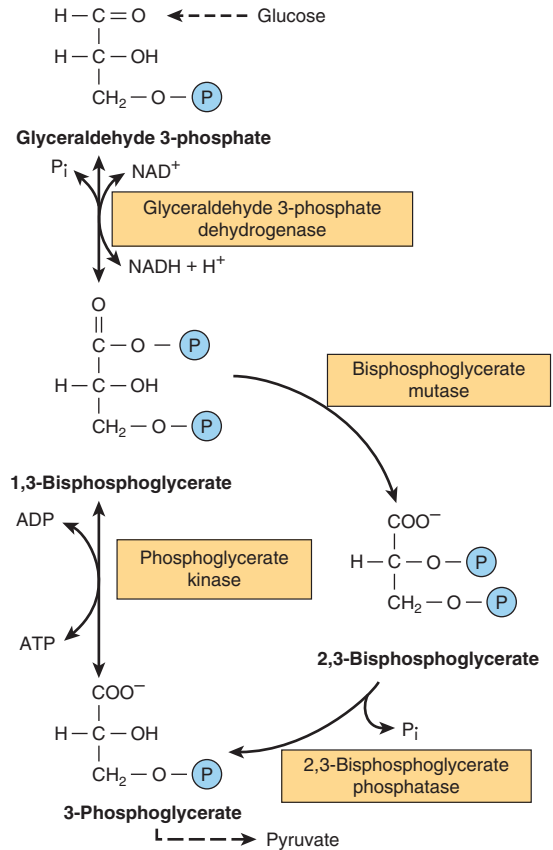 H — C = O
Glucose
H — C — OH
CH₂ — O — P
Glyceraldehyde 3-phosphate
Pi
NAD⁺
Glyceraldehyde 3-phosphate
dehydrogenase
NADH + H⁺
O
C — O — P
H — C — OH
CH₂ — O — P
1,3-Bisphosphoglycerate
Bisphosphoglycerate
mutase
ADP
Phosphoglycerate
kinase
ATP
COO⁻
H — C — O — P
CH₂ — O — P
2,3-Bisphosphoglycerate
Pi
2,3-Bisphosphoglycerate
phosphatase
COO⁻
H — C — OH
CH₂ — O — P
3-Phosphoglycerate
Pyruvate